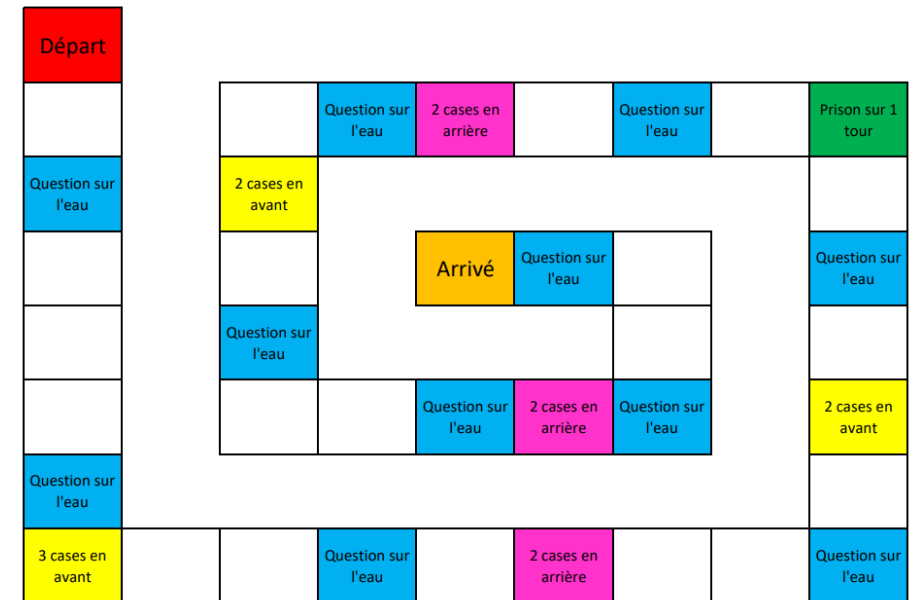 Départ
Question sur
l'eau
2 cases en
arrière
Question sur
l'eau
Prison sur 1
tour
Question sur
l'eau
2 cases en
avant
Arrivé
Question sur
l'eau
Question sur
l'eau
Question sur
l'eau
Question sur
l'eau
2 cases en
arrière
Question sur
l'eau
2 cases en
avant
Question sur
l'eau
3 cases en
avant
Question sur
l'eau
2 cases en
arrière
Question sur
l'eau